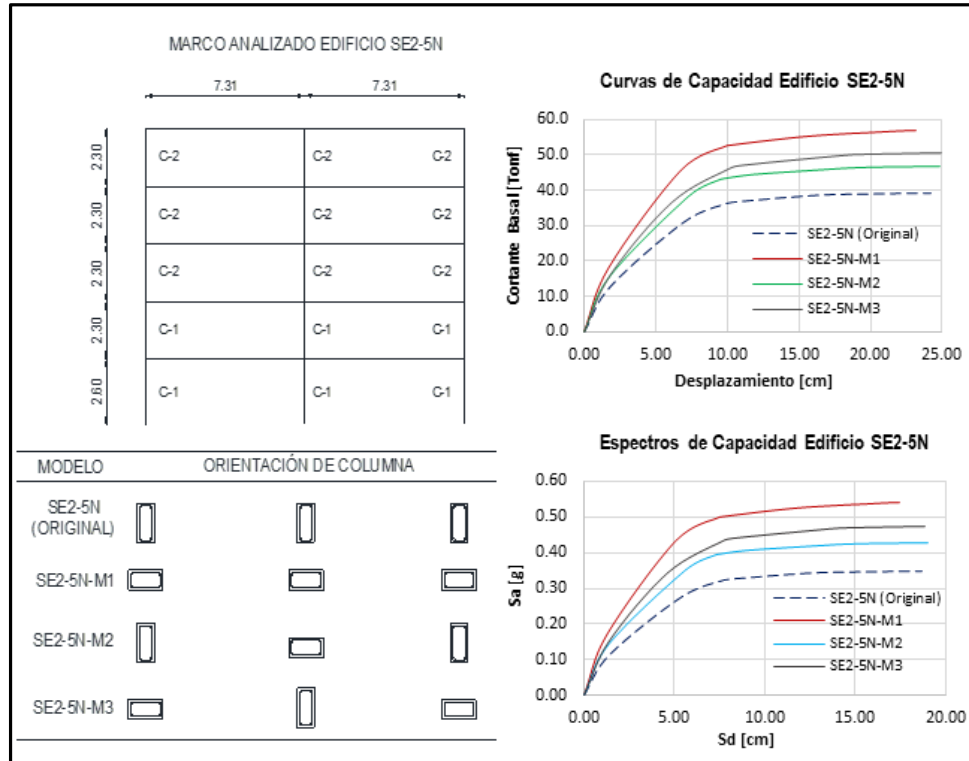 MARCO ANALIZADO EDIFICIO SE2-5N
7.31 7.31
2.30 C-2 C-2 C-2
2.30 C-2 C-2 C-2
2.30 C-2 C-2 C-2
2.30 C-1 C-1 C-1
2.60 C-1 C-1 C-1
MODELO ORIENTACIÓN DE COLUMNA
SE2-5N
(ORIGINAL)
SE2-5N-M1
SE2-5N-M2
SE2-5N-M3
Curvas de Capacidad Edificio SE2-5N
Cortante Basal [Tonf]
60.0
50.0
40.0
30.0
20.0
10.0
0.0
SE2-5N (Original)
SE2-5N-M1
SE2-5N-M2
SE2-5N-M3
0.00 5.00 10.00 15.00 20.00 25.00
Desplazamiento [cm]
Espectros de Capacidad Edificio SE2-5N
Sa [g]
0.60
0.50
0.40
0.30
0.20
0.10
0.00
SE2-5N (Original)
SE2-5N-M1
SE2-5N-M2
SE2-5N-M3
0.00 5.00 10.00 15.00 20.00
Sd [cm]